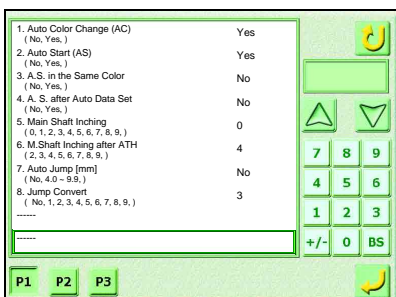 1. Auto Color Change (AC) Yes
( No, Yes, )
2. Auto Start (AS) Yes
( No, Yes, )
3. A.S. in the Same Color No
( No, Yes, )
4. A. S. after Auto Data Set No
( No, Yes, )
5. Main Shaft Inching 0
( 0, 1, 2, 3, 4, 5, 6, 7, 8, 9, )
6. M.Shaft Inching after ATH 4
( 2, 3, 4, 5, 6, 7, 8, 9, )
7. Auto Jump [mm] No
( No, 4.0 ~ 9.9, )
8. Jump Convert 3
( No, 1, 2, 3, 4, 5, 6, 7, 8, 9, )
------
------
7 8 9
4 5 6
1 2 3
+/- 0 BS
P1 P2 P3